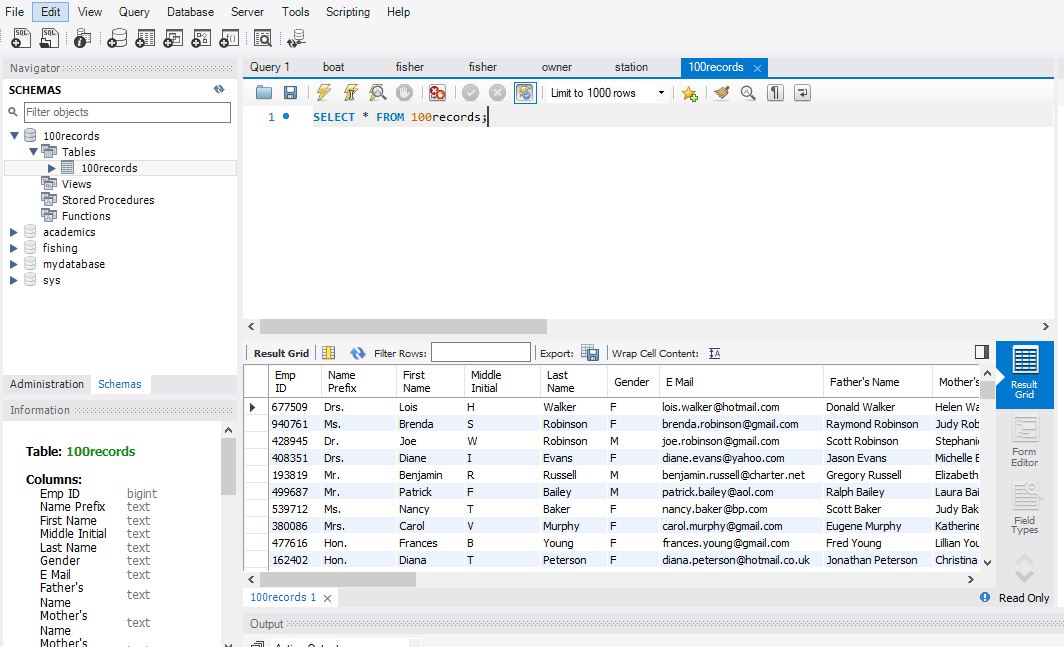 File Edit View Query Database Server Tools Scripting Help
Navigator
SCHEMAS
Filter objects
100records
Tables
100records
Views
Stored Procedures
Functions
academics
fishing
mydatabase
sys
Administration Schemas
Information
Table: 100records
Columns:
Emp ID bigint
Name Prefix text
First Name text
Middle Initial text
Last Name text
Gender text
E Mail text
Father's Name text
Mother's Name text
Mother's
Query 1 boat fisher fisher owner station 100records
Limit to 1000 rows
1 SELECT * FROM 100records;
Result Grid Filter Rows: Export: Wrap Cell Content:
Emp ID Name Prefix First Name Middle Initial Last Name Gender E Mail Father's Name Mother's
677509 Drs. Lois H Walker F lois.walker@hotmail.com Donald Walker Helen Wa
940761 Ms. Brenda S Robinson F brenda.robinson@gmail.com Raymond Robinson Judy Rob
428945 Dr. Joe W Robinson M joe.robinson@gmail.com Scott Robinson Stephanie
408351 Drs. Diane I Evans F diane.evans@yahoo.com Jason Evans Michelle E
193819 Mr. Benjamin R Russell M benjamin.russell@charter.net Gregory Russell Elizabeth
499687 Mr. Patrick F Bailey M patrick.bailey@aol.com Ralph Bailey Laura Bai
539712 Ms. Nancy T Baker F nancy.baker@bp.com Scott Baker Judy Bak
380086 Mrs. Carol V Murphy F carol.murphy@gmail.com Eugene Murphy Katherine
477616 Hon. Frances B Young F frances.young@gmail.com Fred Young Lillian You
162402 Hon. Diana T Peterson F diana.peterson@hotmail.co.uk Jonathan Peterson Christina
Result Grid
Form Editor
Field Types
100records 1
Read Only
Output